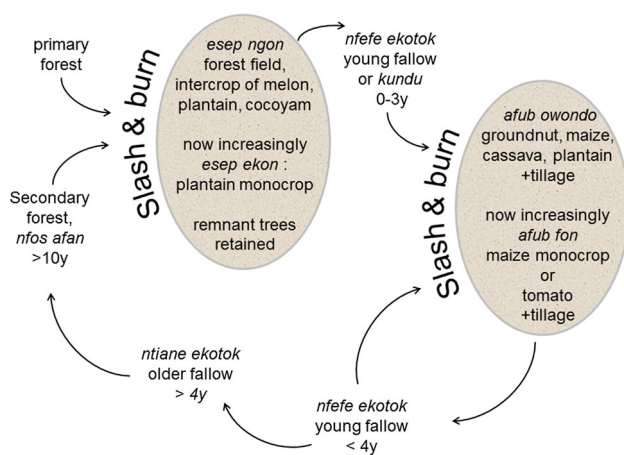 primary
forest
Slash & burn
esep ngon
forest field,
intercrop of melon,
plantain, cocoyam
now increasingly
esep ekon :
plantain monocrop
remnant trees
retained
nfefe ekotok
young fallow
or kundu
0-3y
Slash & burn
afub owondo
groundnut, maize,
cassava, plantain
+tillage
now increasingly
afub fon
maize monocrop
or
tomato
+tillage
nfefe ekotok
young fallow
< 4y
ntiane ekotok
older fallow
> 4y
Secondary
forest,
nfos afan
>10y